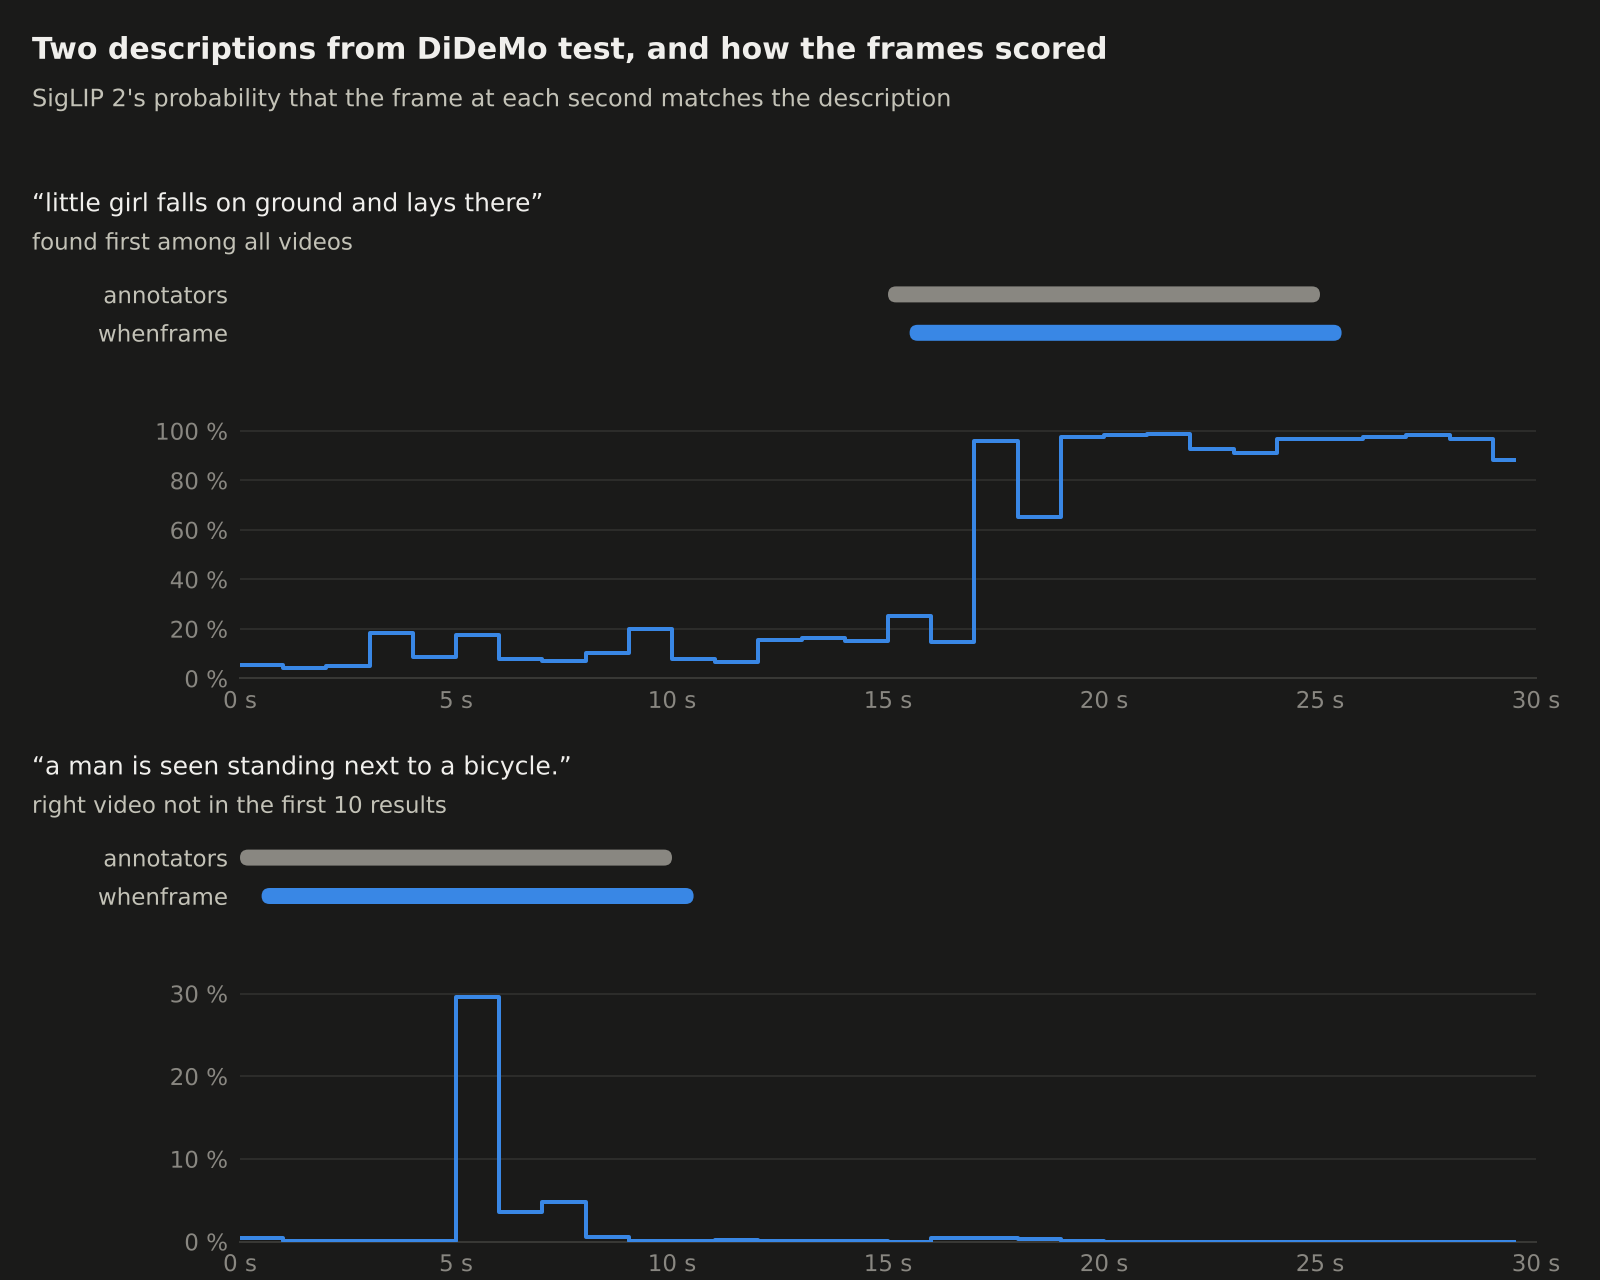 Two descriptions from DiDeMo test, and how the frames scored
SigLIP 2's probability that the frame at each second matches the description
“little girl falls on ground and lays there”
found first among all videos
annotators
whenframe
100 %
80 %
60 %
40 %
20 %
0 %
0 s 5 s 10 s 15 s 20 s 25 s 30 s
“a man is seen standing next to a bicycle.”
right video not in the first 10 results
annotators
whenframe
30 %
20 %
10 %
0 %
0 s 5 s 10 s 15 s 20 s 25 s 30 s